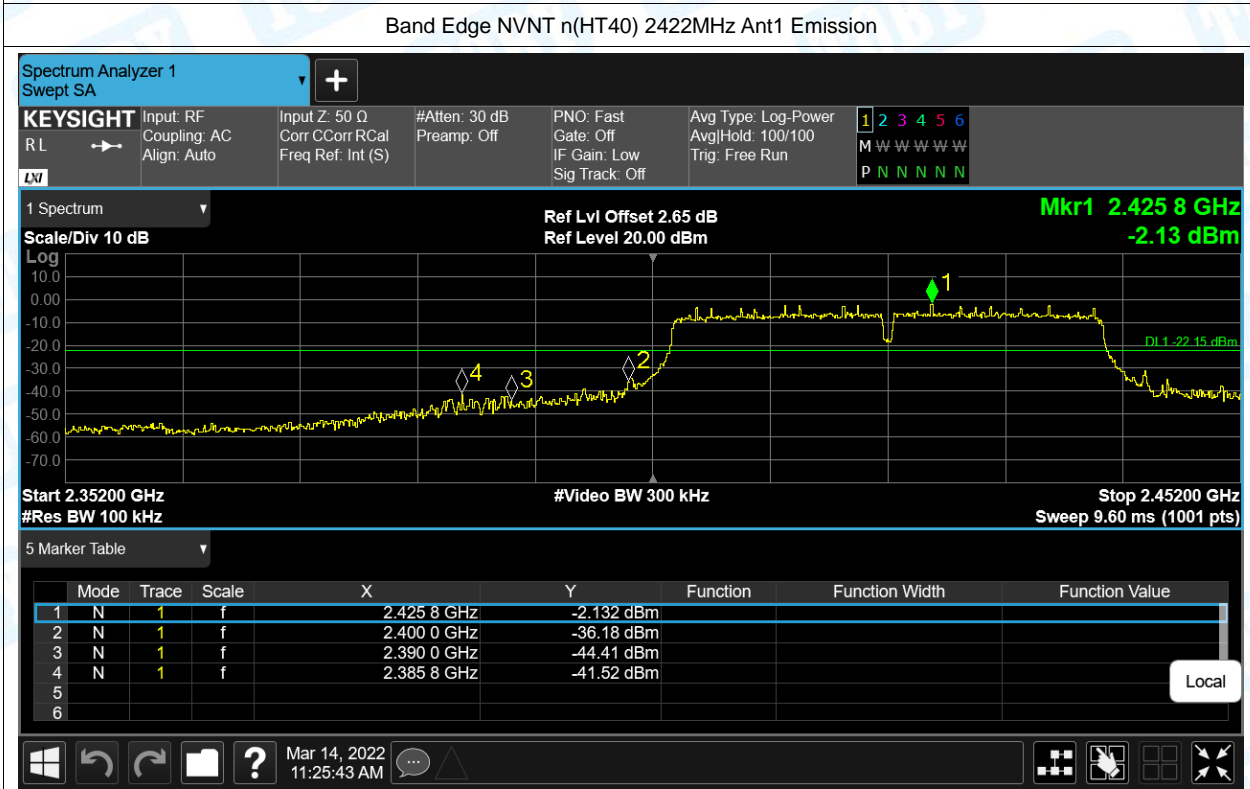 Band Edge NVNT n(HT40) 2422MHz Ant1 Emission
Spectrum Analyzer 1
Swept SA
KEYSIGHT
R L
LXI
Input: RF
Coupling: AC
Align: Auto
Input Z: 50 Ω
Corr CCorr RCal
Freq Ref: Int (S)
#Atten: 30 dB
Preamp: Off
PNO: Fast
Gate: Off
IF Gain: Low
Sig Track: Off
Avg Type: Log-Power
Avg|Hold: 100/100
Trig: Free Run
1 2 3 4 5 6
M W W W W W
P N N N N N
1 Spectrum
Scale/Div 10 dB
Ref Lvl Offset 2.65 dB
Ref Level 20.00 dBm
Mkr1 2.425 8 GHz
-2.13 dBm
Log
10.0
0.00
-10.0
-20.0
-30.0
-40.0
-50.0
-60.0
-70.0
1
2
3
4
DL1 -22.15 dBm
Start 2.35200 GHz
#Video BW 300 kHz
Stop 2.45200 GHz
#Res BW 100 kHz
Sweep 9.60 ms (1001 pts)
5 Marker Table
Mode Trace Scale X Y Function Function Width Function Value
1 N 1 f 2.425 8 GHz -2.132 dBm
2 N 1 f 2.400 0 GHz -36.18 dBm
3 N 1 f 2.390 0 GHz -44.41 dBm
4 N 1 f 2.385 8 GHz -41.52 dBm
5
6
Local
?
Mar 14, 2022
11:25:43 AM